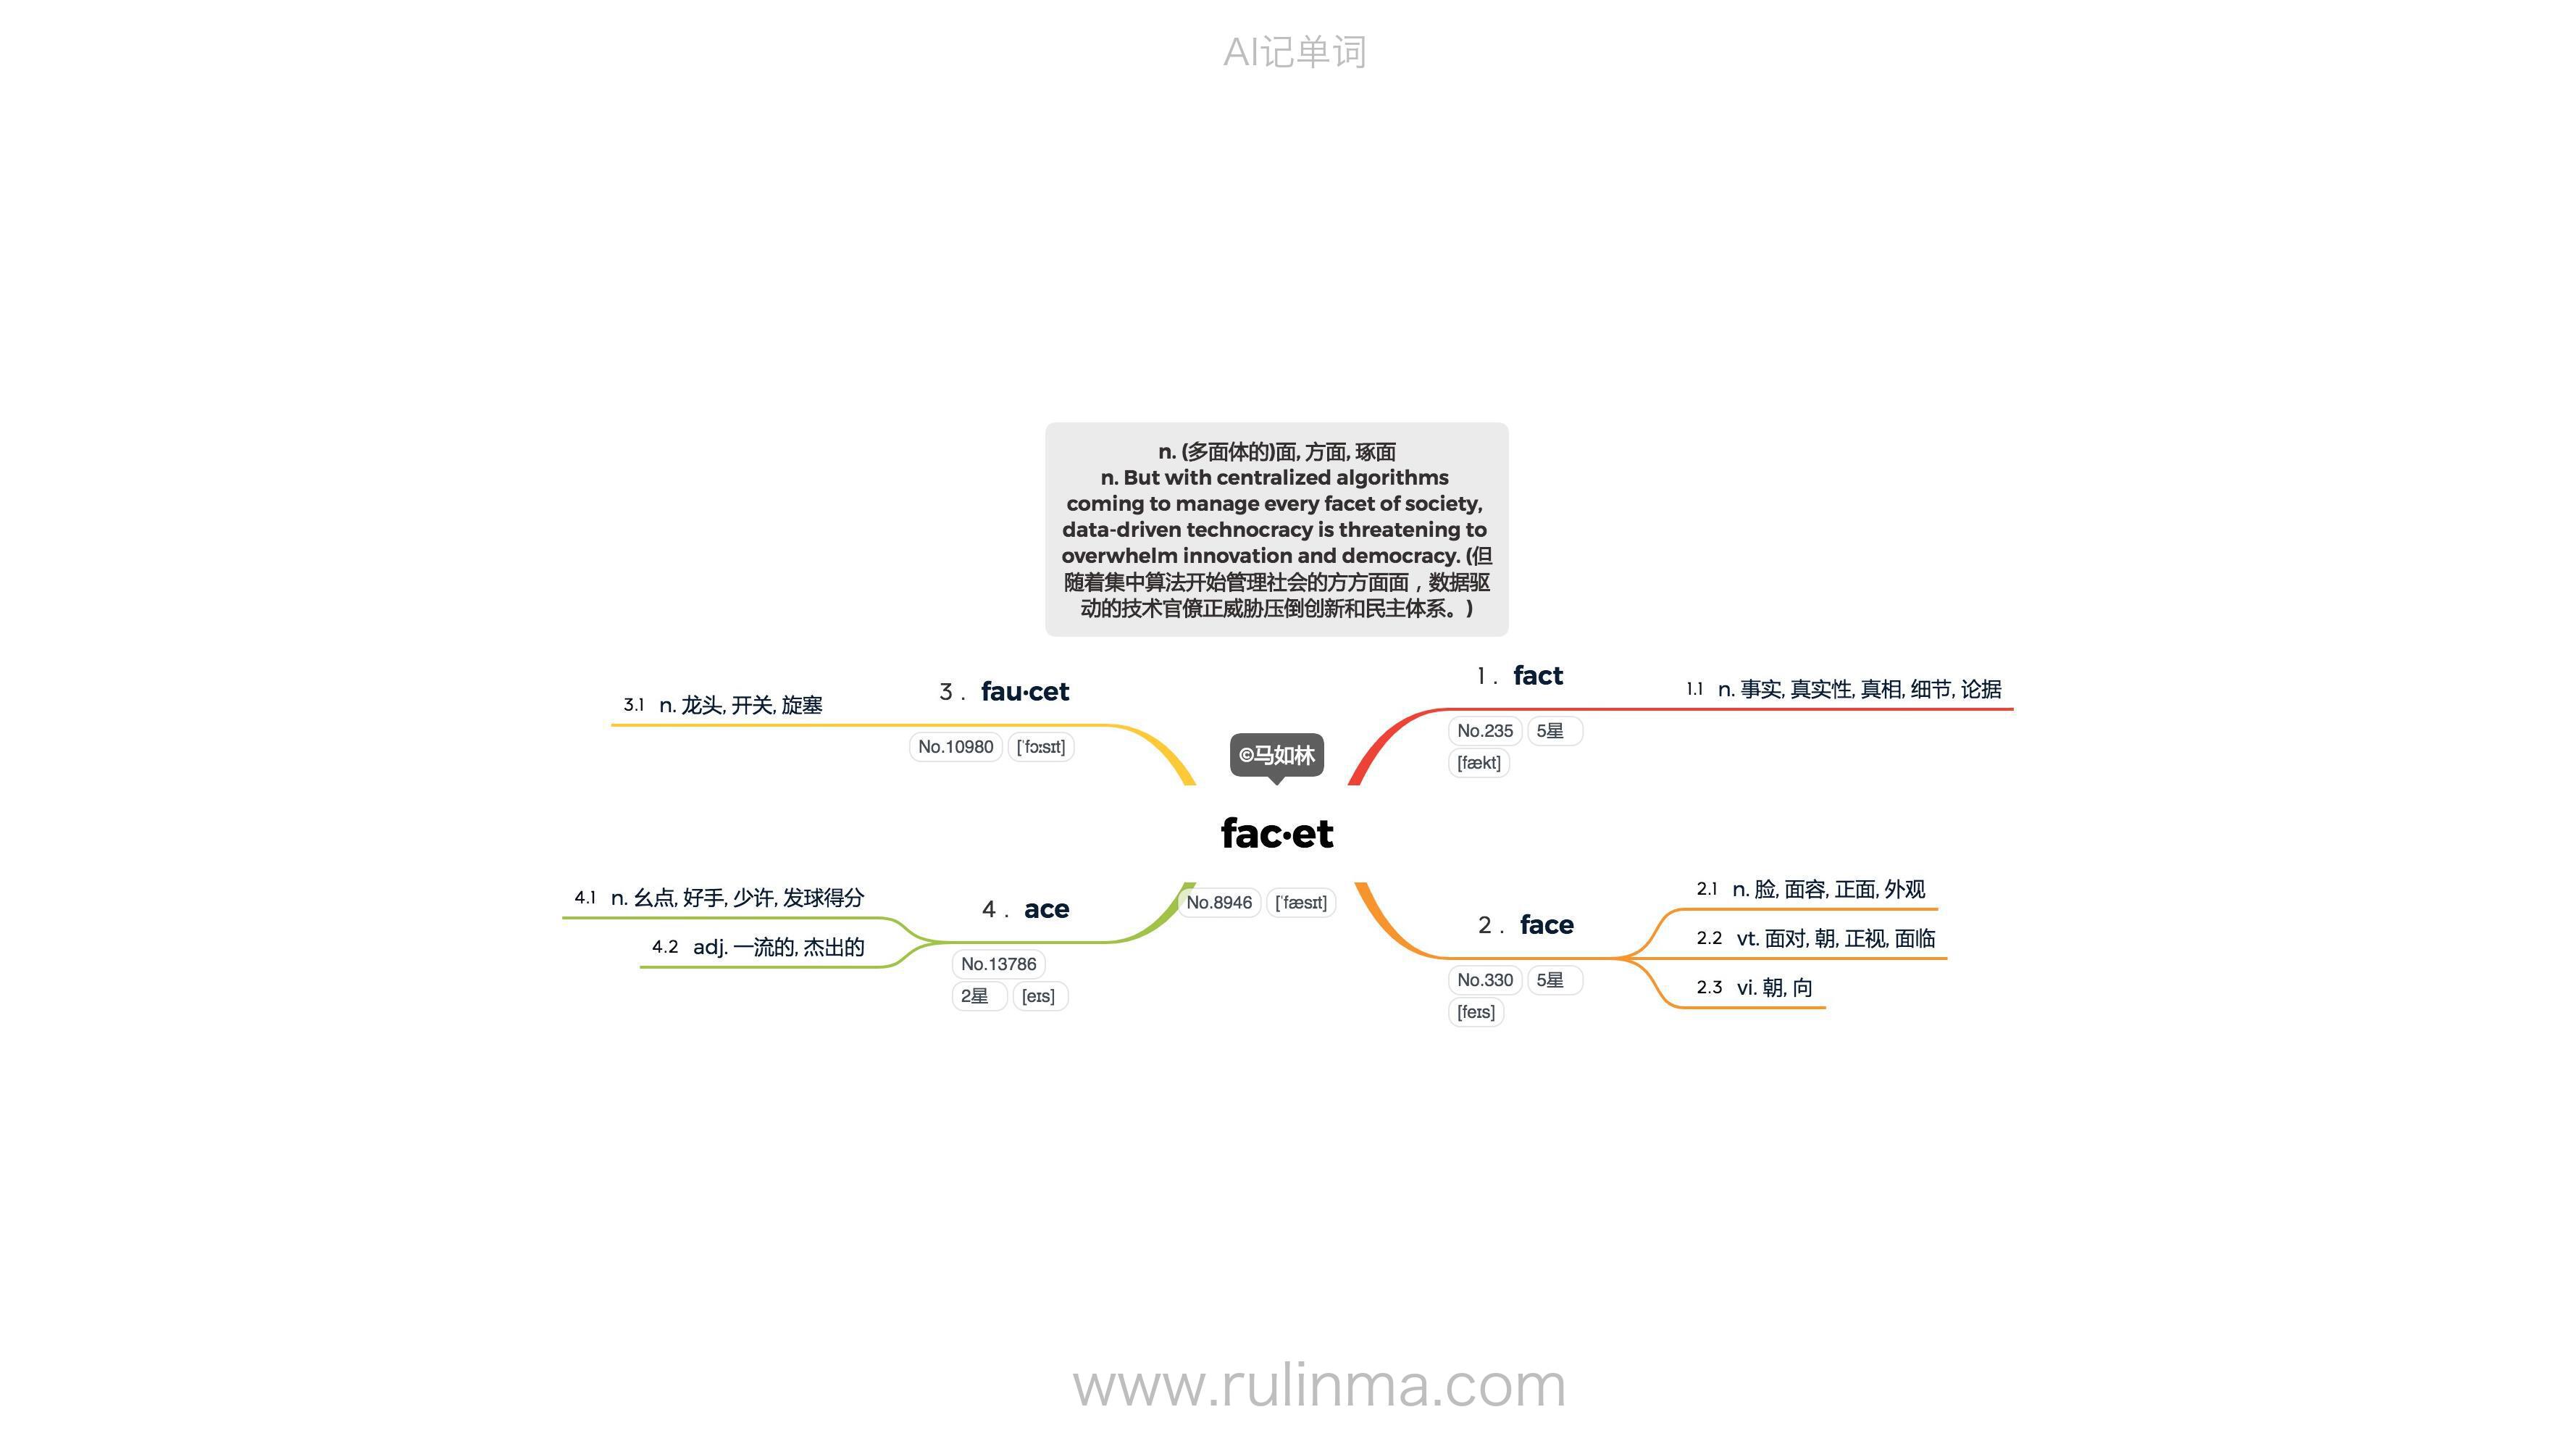 AI记单词
n. (多面体的)面, 方面, 琢面
n. But with centralized algorithms
coming to manage every facet of society,
data-driven technocracy is threatening to
overwhelm innovation and democracy. (但
随着集中算法开始管理社会的方方面面，数据驱
动的技术官僚正威胁压倒创新和民主体系。)
©马如林
fac·et
No.8946 [ˈfæsɪt]
1. fact
No.235 5星
[fækt]
1.1 n. 事实, 真实性, 真相, 细节, 论据
2. face
No.330 5星
[feɪs]
2.1 n. 脸, 面容, 正面, 外观
2.2 vt. 面对, 朝, 正视, 面临
2.3 vi. 朝, 向
3. fau·cet
No.10980 [ˈfɔːsɪt]
3.1 n. 龙头, 开关, 旋塞
4. ace
No.13786
2星 [eɪs]
4.1 n. 幺点, 好手, 少许, 发球得分
4.2 adj. 一流的, 杰出的
www.rulinma.com